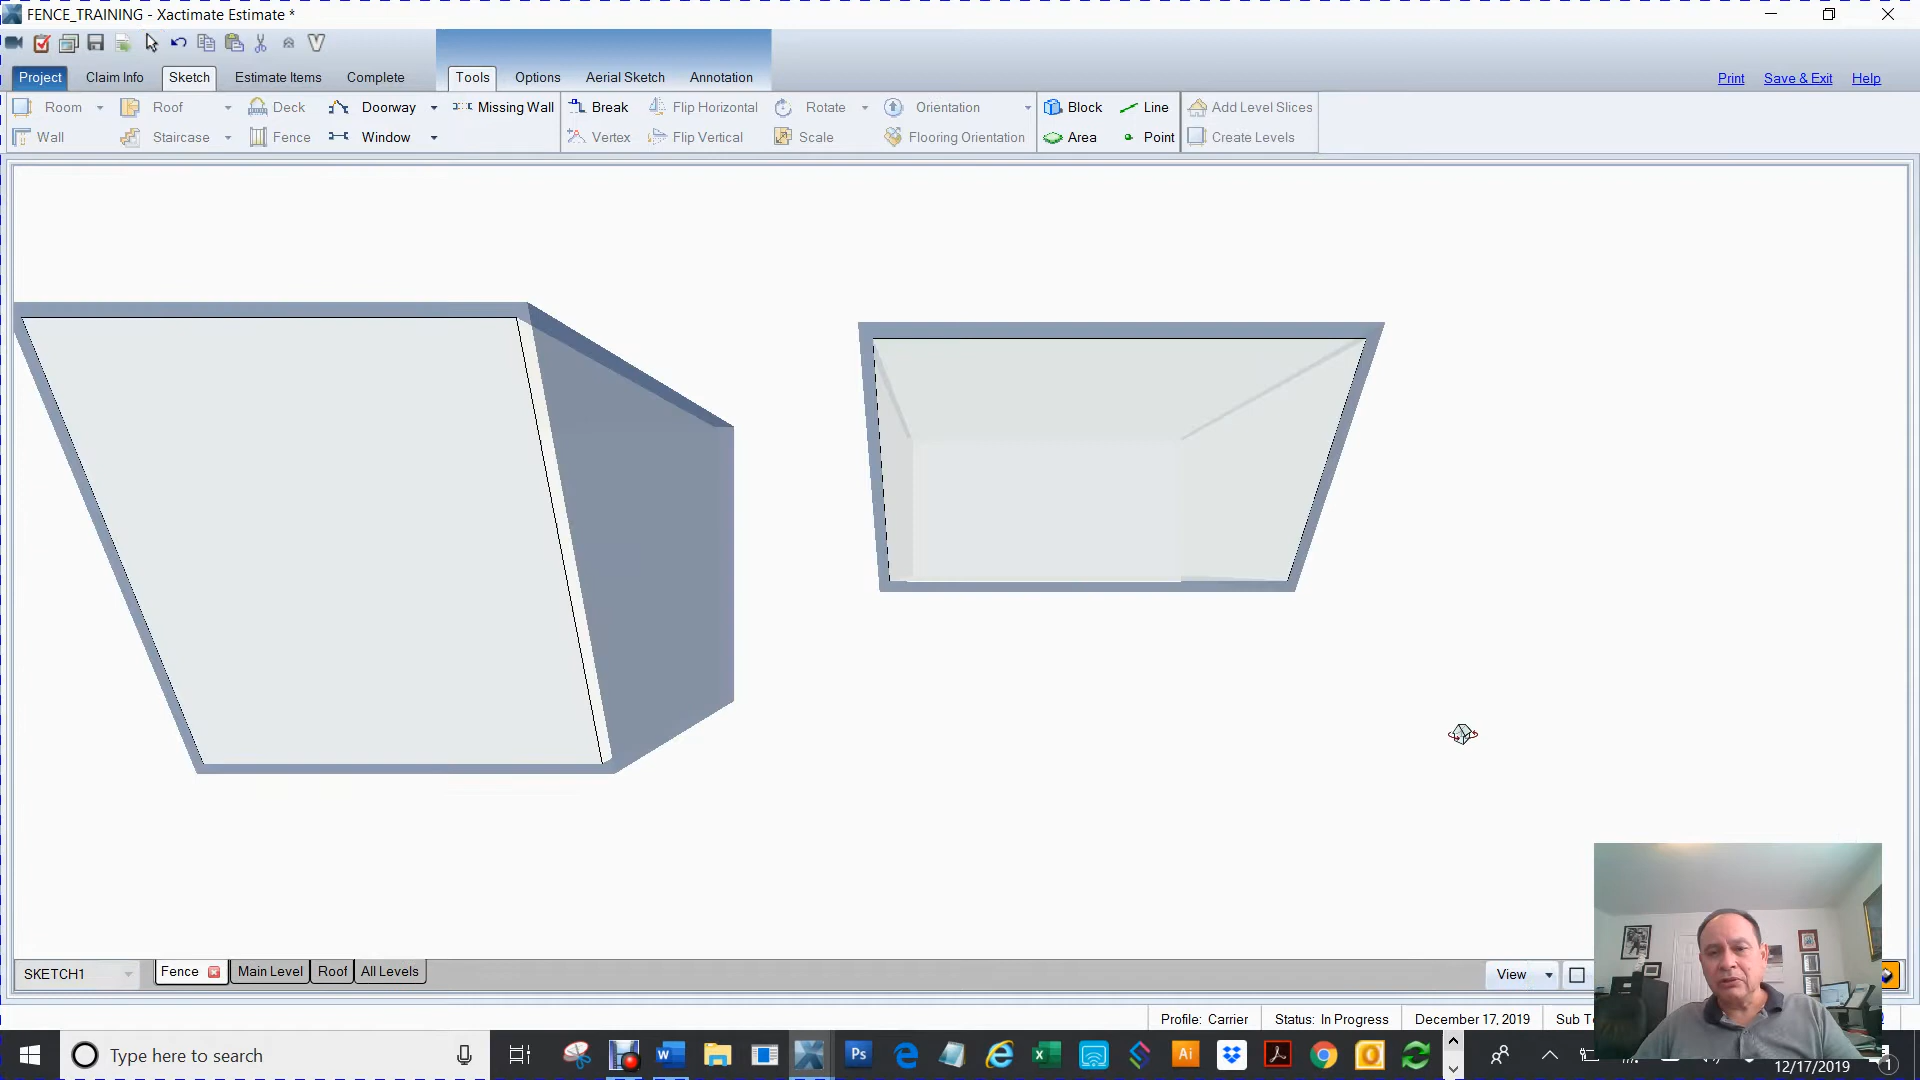 FENCE_TRAINING - Xactimate Estimate *
Project Claim Info Sketch Estimate Items Complete Tools Options Aerial Sketch Annotation Print Save & Exit Help
Room Roof Deck Doorway Missing Wall Break Flip Horizontal Rotate Orientation Block Line Add Level Slices
Wall Staircase Fence Window Vertex Flip Vertical Scale Flooring Orientation Area Point Create Levels
SKETCH1 Fence Main Level Roof All Levels View
Profile: Carrier Status: In Progress December 17, 2019 Sub
Type here to search
12/17/2019
1